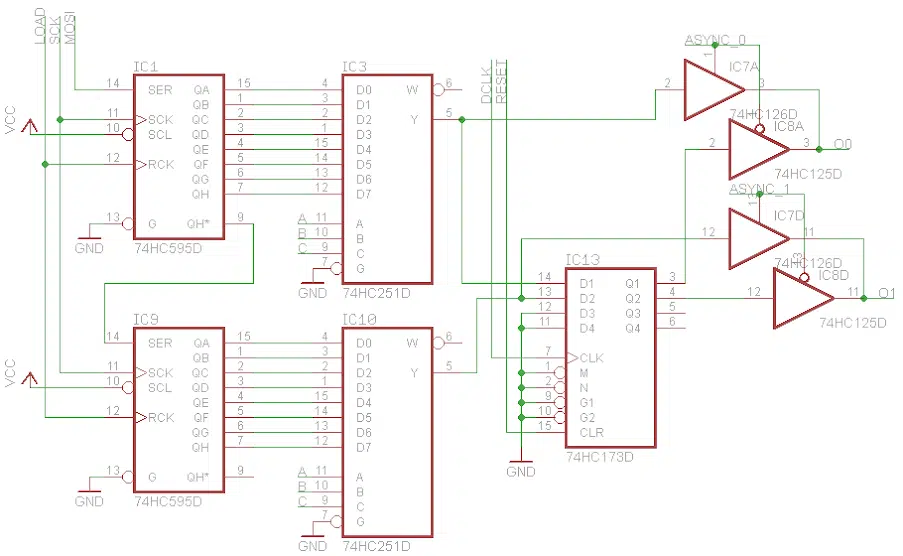 LOAD
SCK
MOSI
VCC
IC1
14 SER QA 15
QB 1
11 SCK QC 2
10 SCL QD 3
QE 4
12 RCK QF 5
QG 6
QH 7
13 G QH* 9
GND
74HC595D
IC3
4 D0 W 6
3 D1
2 D2 Y 5
1 D3
15 D4
14 D5
13 D6
12 D7
A 11 A
B 10 B
C 9 C
7 G
GND
74HC251D
DCLK
RESET
ASYNC_0
1
IC7A
2 3
74HC126D
IC8A
2 3 Q0
74HC125D
ASYNC_1
13
IC7D
12 11
74HC126D
13
IC8D
12 11 Q1
74HC125D
IC13
14 D1 Q1 3
13 D2 Q2 4
12 D3 Q3 5
11 D4 Q4 6
7 CLK
1 M
2 N
9 G1
10 G2
15 CLR
GND
74HC173D
VCC
IC9
14 SER QA 15
QB 1
11 SCK QC 2
10 SCL QD 3
QE 4
12 RCK QF 5
QG 6
QH 7
13 G QH* 9
GND
74HC595D
IC10
4 D0 W 6
3 D1
2 D2 Y 5
1 D3
15 D4
14 D5
13 D6
12 D7
A 11 A
B 10 B
C 9 C
7 G
GND
74HC251D